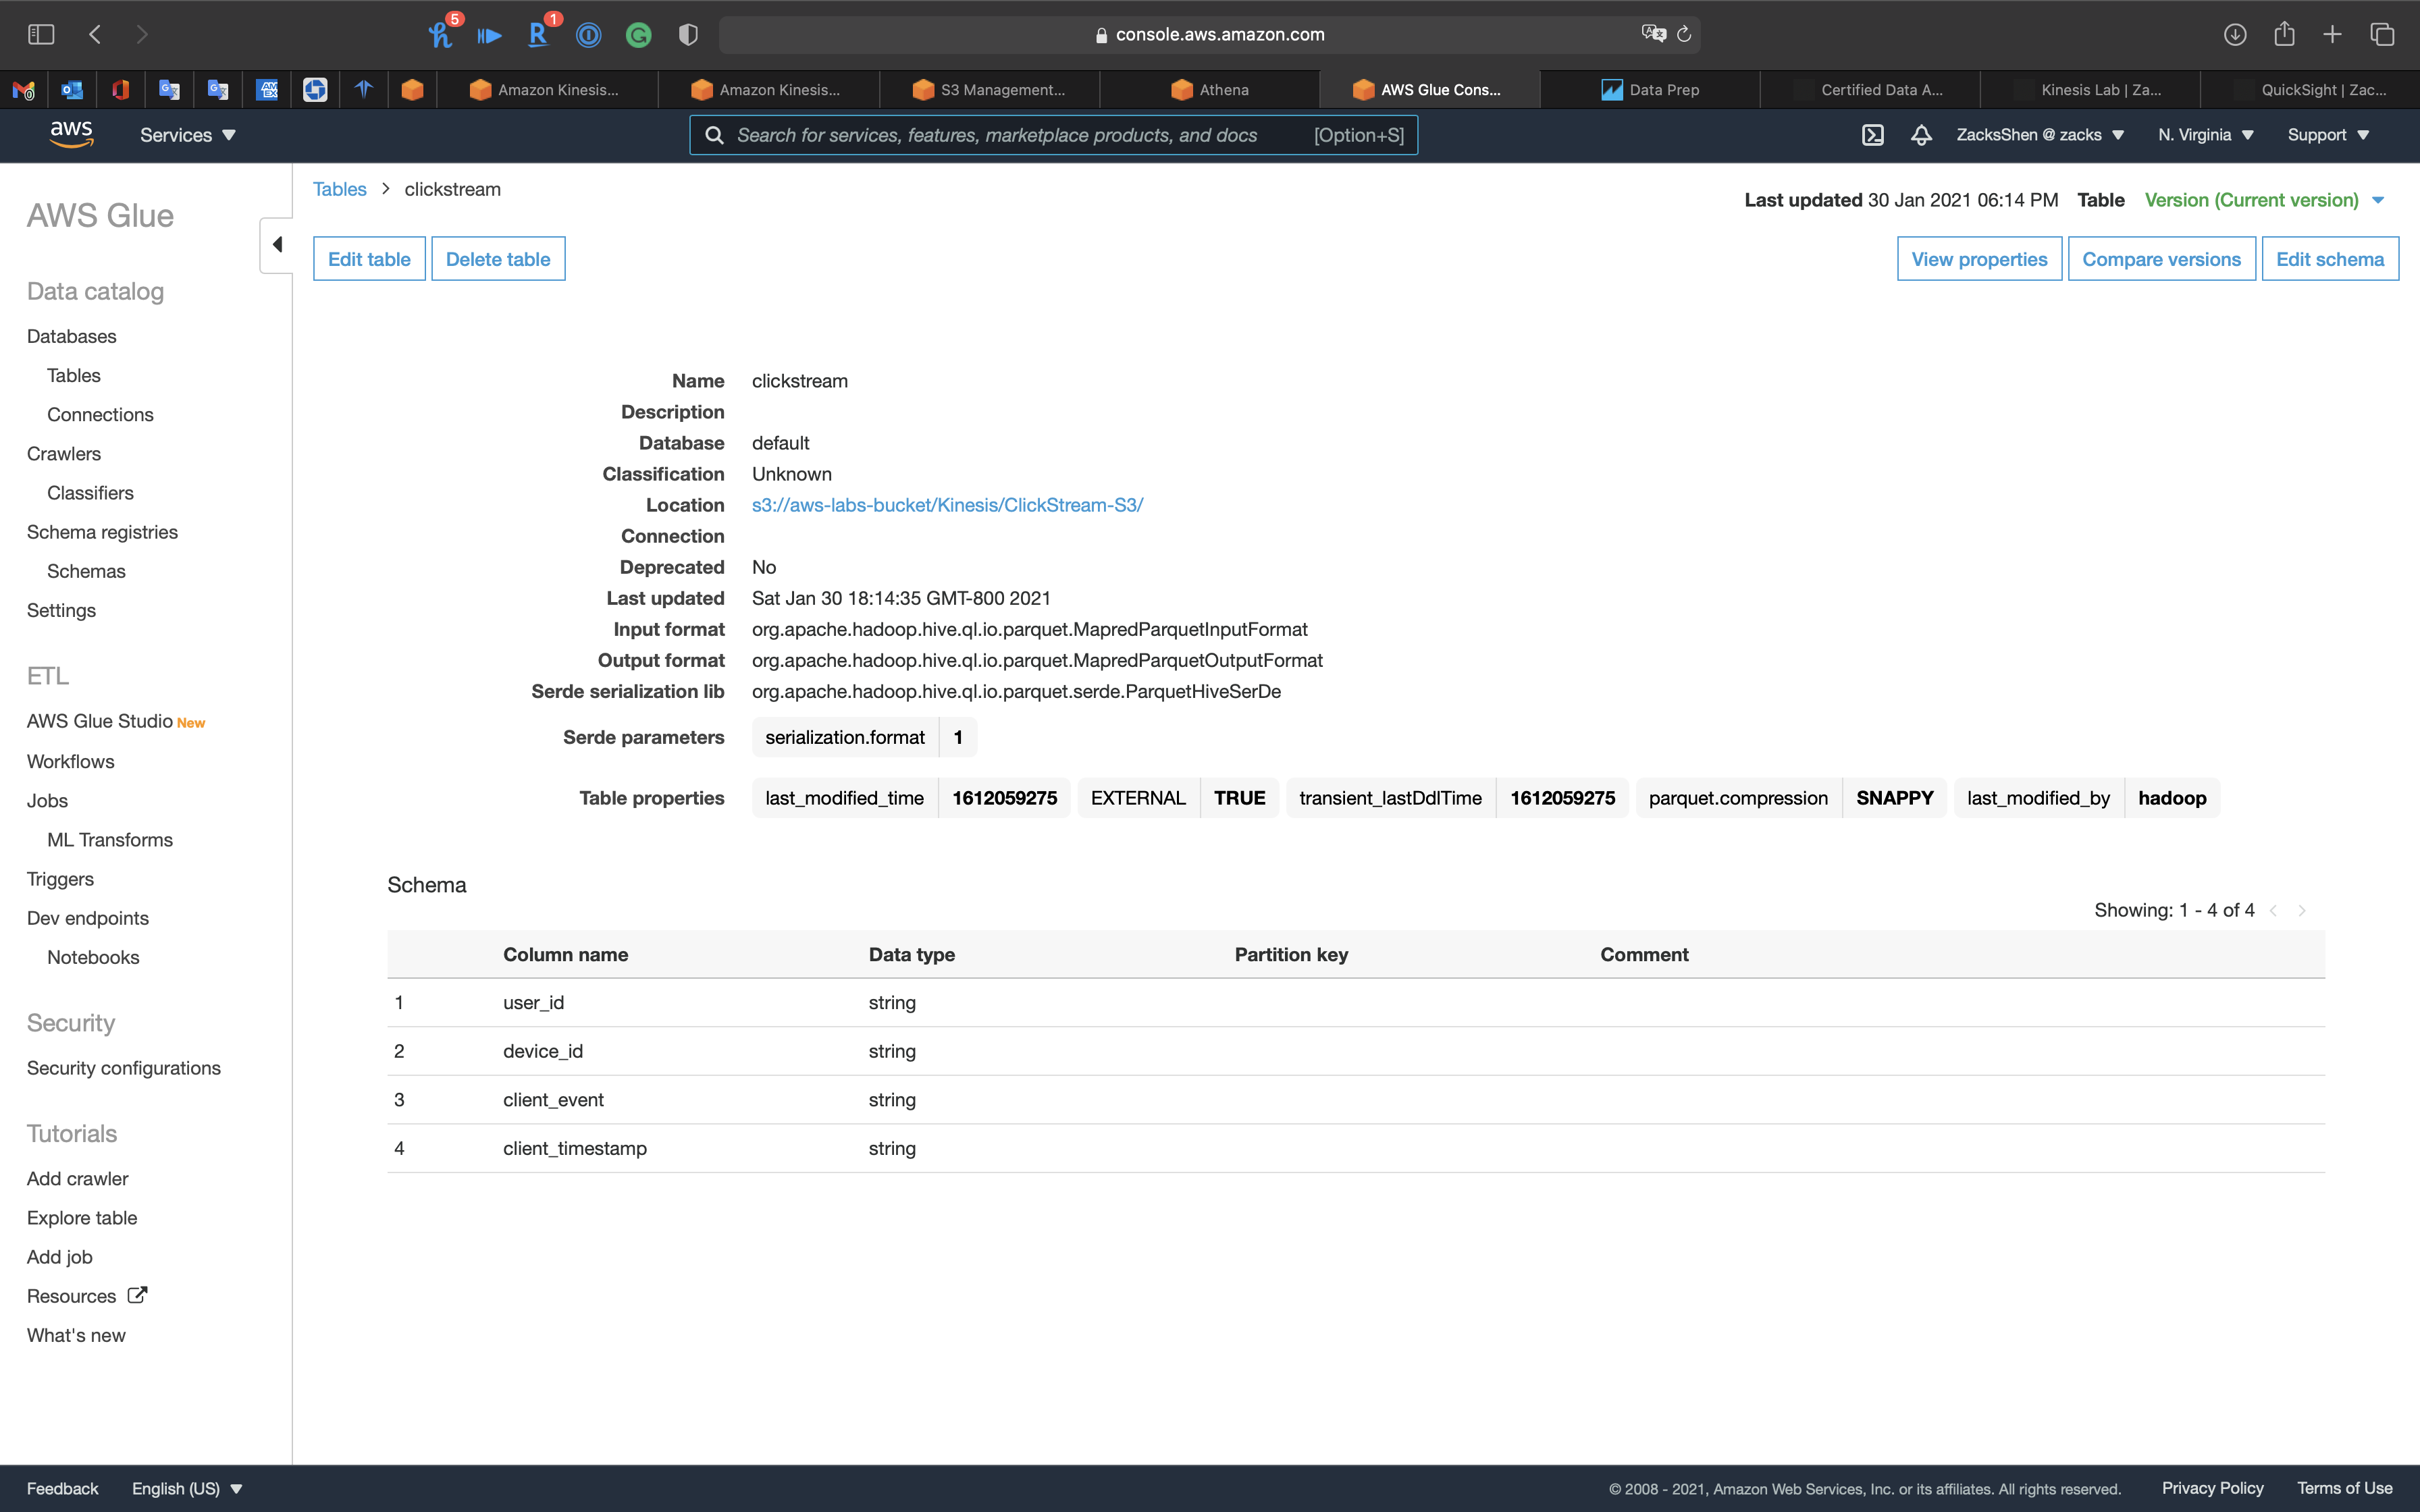 5
1
console.aws.amazon.com
Amazon Kinesis... Amazon Kinesis... S3 Management... Athena AWS Glue Cons... Data Prep Certified Data A... Kinesis Lab | Za... QuickSight | Zac...
aws Services Search for services, features, marketplace products, and docs [Option+S] ZacksShen @ zacks N. Virginia Support
AWS Glue
Data catalog
Databases
Tables
Connections
Crawlers
Classifiers
Schema registries
Schemas
Settings
ETL
AWS Glue Studio New
Workflows
Jobs
ML Transforms
Triggers
Dev endpoints
Notebooks
Security
Security configurations
Tutorials
Add crawler
Explore table
Add job
Resources
What's new
Tables > clickstream
Last updated 30 Jan 2021 06:14 PM Table Version (Current version)
Edit table Delete table View properties Compare versions Edit schema
Name clickstream
Description
Database default
Classification Unknown
Location s3://aws-labs-bucket/Kinesis/ClickStream-S3/
Connection
Deprecated No
Last updated Sat Jan 30 18:14:35 GMT-800 2021
Input format org.apache.hadoop.hive.ql.io.parquet.MapredParquetInputFormat
Output format org.apache.hadoop.hive.ql.io.parquet.MapredParquetOutputFormat
Serde serialization lib org.apache.hadoop.hive.ql.io.parquet.serde.ParquetHiveSerDe
Serde parameters serialization.format 1
Table properties last_modified_time 1612059275 EXTERNAL TRUE transient_lastDdlTime 1612059275 parquet.compression SNAPPY last_modified_by hadoop
Schema
Showing: 1 - 4 of 4 < >
Column name Data type Partition key Comment
1 user_id string
2 device_id string
3 client_event string
4 client_timestamp string
Feedback English (US) © 2008 - 2021, Amazon Web Services, Inc. or its affiliates. All rights reserved. Privacy Policy Terms of Use